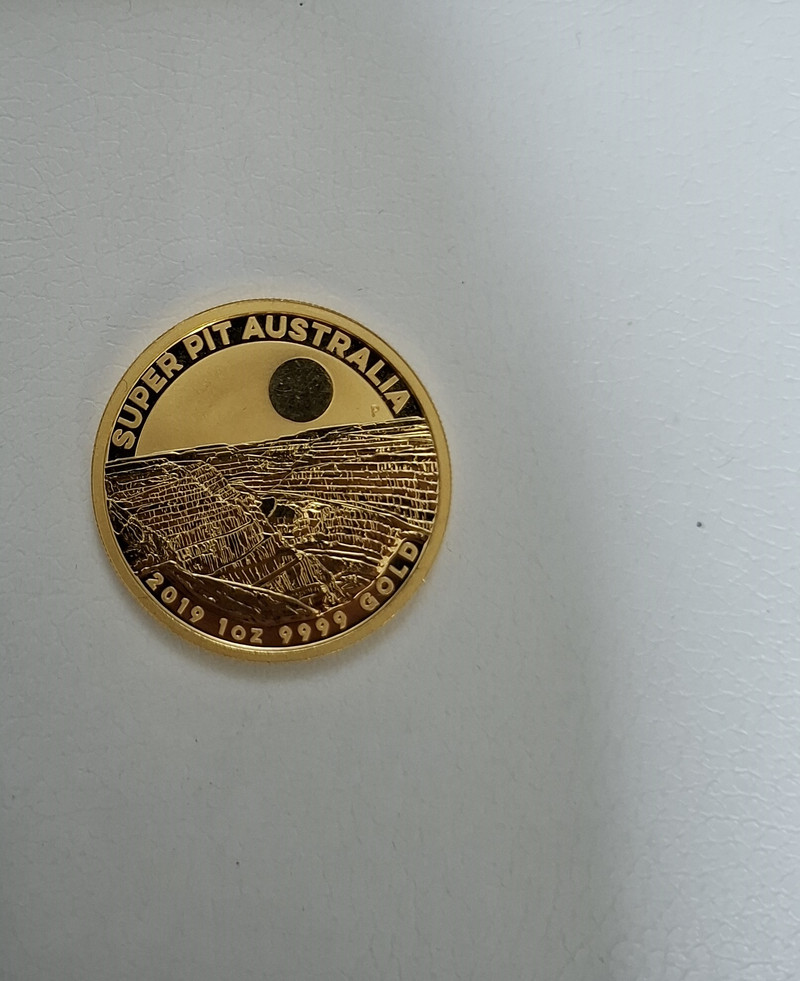 SUPER PIT AUSTRALIA
P
2019 1OZ 9999 GOLD